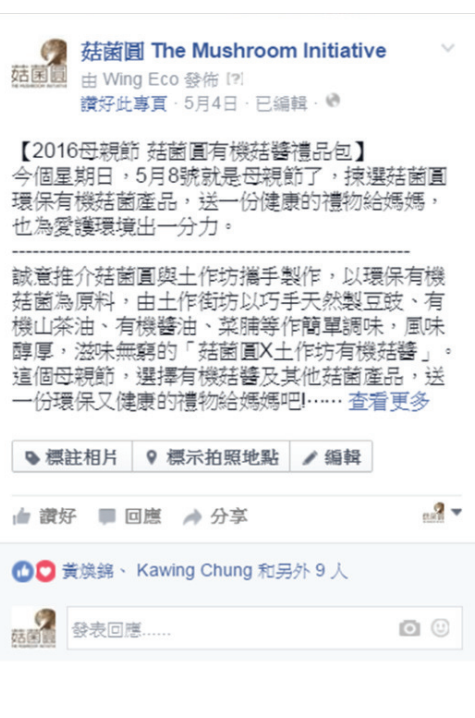 菇菌圓 The Mushroom Initiative
由 Wing Eco 發佈 [?]
讚好此專頁 · 5月4日 · 已編輯 ·
菇菌圓
【2016母親節 菇菌圓有機菇醬禮品包】
今個星期日，5月8號就是母親節了，揀選菇菌圓
環保有機菇菌產品，送一份健康的禮物給媽媽，
也為愛護環境出一分力。
----------------------------------------------------------
誠意推介菇菌圓與土作坊攜手製作，以環保有機
菇菌為原料，由土作街坊以巧手天然製豆豉、有
機山茶油、有機醬油、菜脯等作簡單調味，風味
醇厚，滋味無窮的「菇菌圓X土作坊有機菇醬」。
這個母親節，選擇有機菇醬及其他菇菌產品，送
一份環保又健康的禮物給媽媽吧!…… 查看更多
標註相片 標示拍照地點 編輯
讚好 回應 分享
黃煥錦、 Kawing Chung 和另外 9 人
菇菌圓
發表回應......